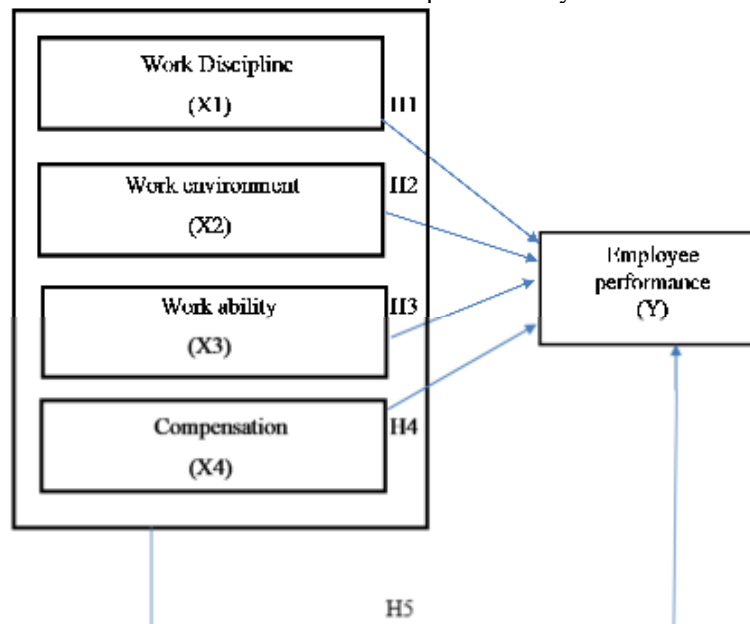 Work Discipline
(X1)
H1
Work environment
H2
(X2)
Work ability
H3
(X3)
Compensation
H4
(X4)
Employee
performance
(Y)
H5